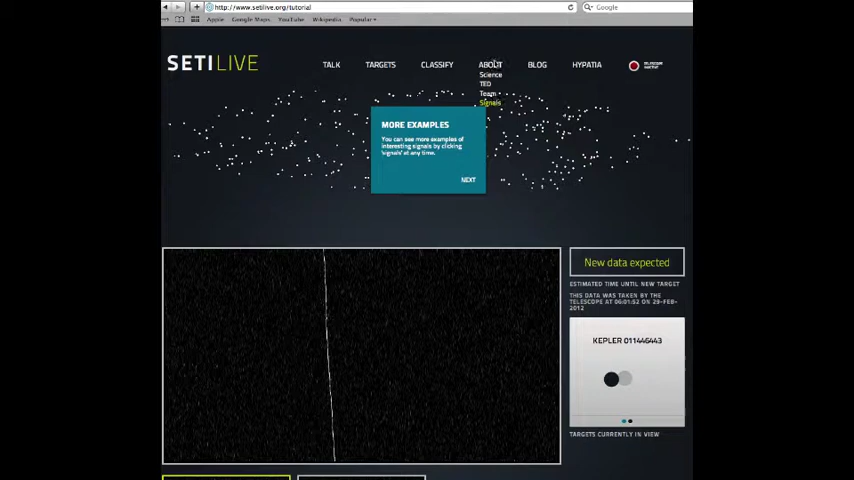 http://www.setilive.org/tutorial
Google
Apple Google Maps YouTube Wikipedia Popular
SETILIVE
TALK TARGETS CLASSIFY ABOUT BLOG HYPATIA
Science
TED
Team
Signals
MORE EXAMPLES
You can see more examples of
interesting signals by clicking
'signals' at any time.
NEXT
New data expected
ESTIMATED TIME UNTIL NEW TARGET
THIS DATA WAS TAKEN BY THE
TELESCOPE AT 06:01:52 ON 29-FEB-
2012
KEPLER 011446443
TARGETS CURRENTLY IN VIEW